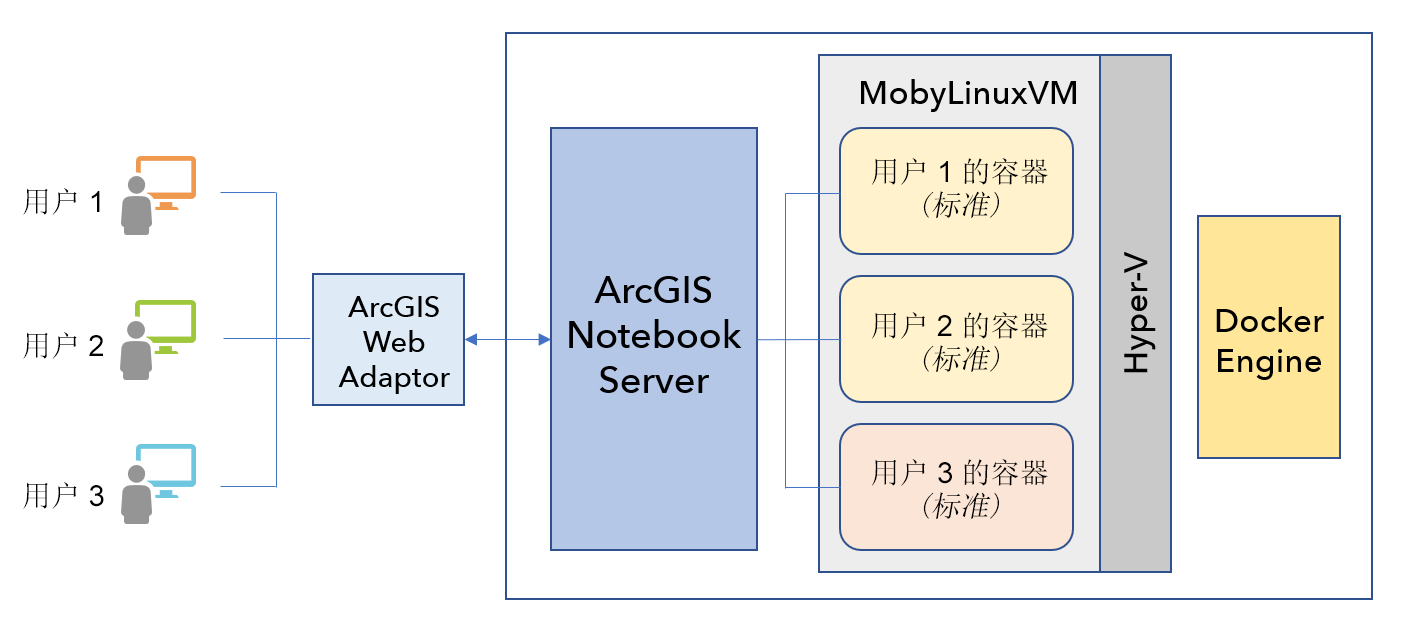 用户 1
用户 2
用户 3
ArcGIS
Web
Adaptor
ArcGIS
Notebook
Server
MobyLinuxVM
用户 1 的容器
（标准）
用户 2 的容器
（标准）
用户 3 的容器
（标准）
Hyper-V
Docker
Engine